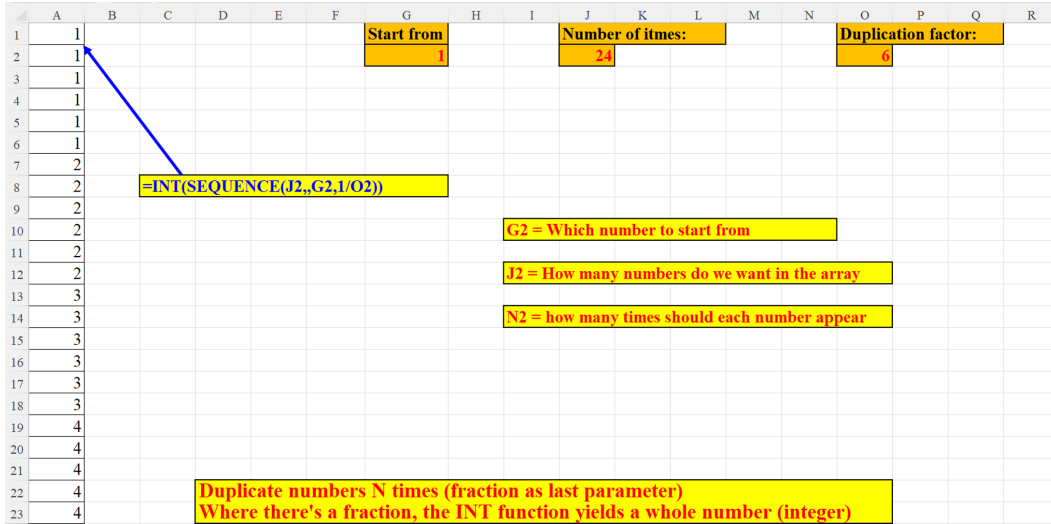 A B C D E F G H I J K L M N O P Q R
1 1 Start from Number of itmes: Duplication factor:
2 1 1 24 6
3 1
4 1
5 1
6 1
7 2
8 2 =INT(SEQUENCE(J2,,G2,1/O2))
9 2
10 2 G2 = Which number to start from
11 2
12 2 J2 = How many numbers do we want in the array
13 3
14 3 N2 = how many times should each number appear
15 3
16 3
17 3
18 3
19 4
20 4
21 4
22 4 Duplicate numbers N times (fraction as last parameter)
23 4 Where there's a fraction, the INT function yields a whole number (integer)